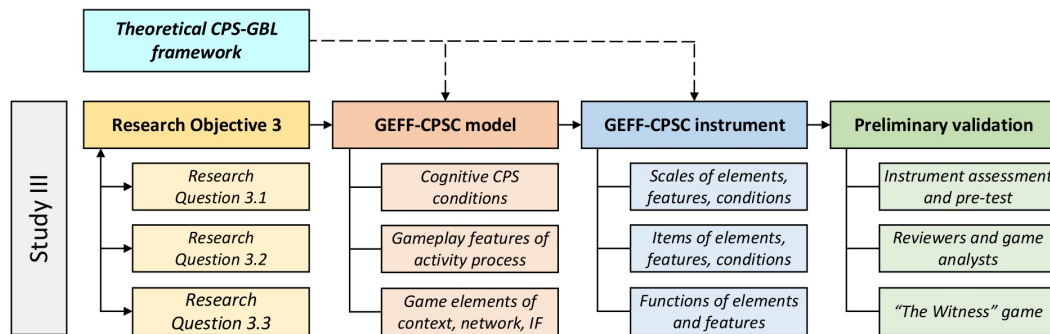 Theoretical CPS-GBL
framework
Study III
Research Objective 3
Research
Question 3.1
Research
Question 3.2
Research
Question 3.3
GEFF-CPSC model
Cognitive CPS
conditions
Gameplay features of
activity process
Game elements of
context, network, IF
GEFF-CPSC instrument
Scales of elements,
features, conditions
Items of elements,
features, conditions
Functions of elements
and features
Preliminary validation
Instrument assessment
and pre-test
Reviewers and game
analysts
“The Witness” game